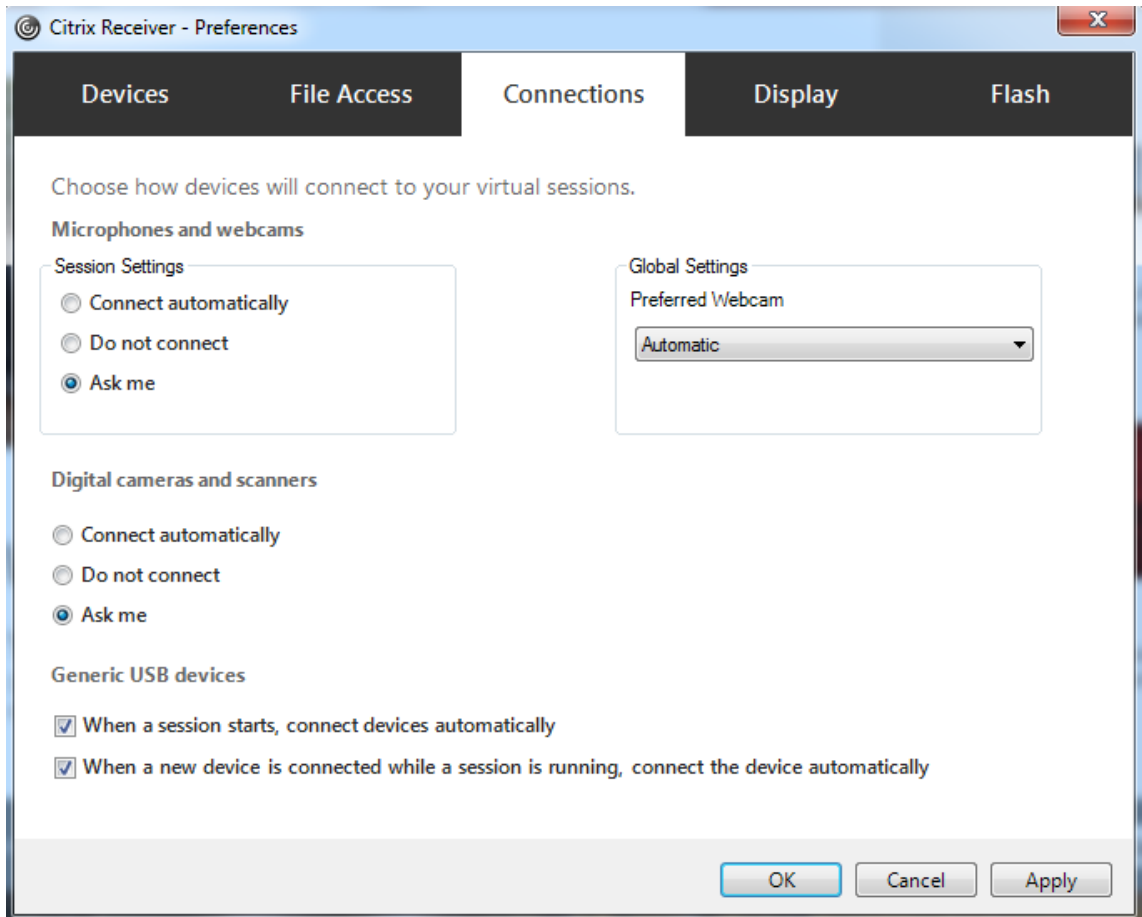 Citrix Receiver - Preferences
Devices File Access Connections Display Flash
Choose how devices will connect to your virtual sessions.
Microphones and webcams
Session Settings
Connect automatically
Do not connect
Ask me
Global Settings
Preferred Webcam
Automatic
Digital cameras and scanners
Connect automatically
Do not connect
Ask me
Generic USB devices
When a session starts, connect devices automatically
When a new device is connected while a session is running, connect the device automatically
OK Cancel Apply